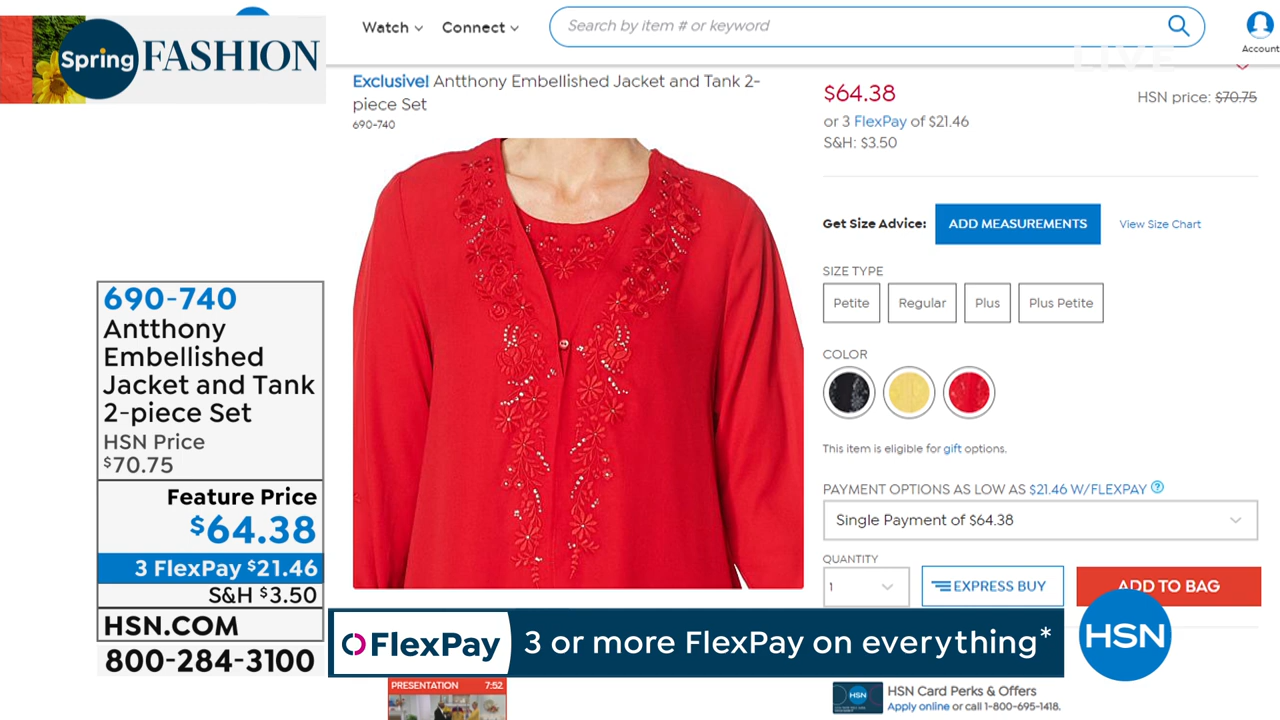 Spring FASHION
Watch
Connect
Search by item # or keyword
Account
LIVE
Exclusive! Antthony Embellished Jacket and Tank 2-
piece Set
690-740
$64.38
HSN price: $70.75
or 3 FlexPay of $21.46
S&H: $3.50
Get Size Advice:
ADD MEASUREMENTS
View Size Chart
SIZE TYPE
Petite
Regular
Plus
Plus Petite
COLOR
This item is eligible for gift options.
PAYMENT OPTIONS AS LOW AS $21.46 W/FLEXPAY ?
Single Payment of $64.38
QUANTITY
1
EXPRESS BUY
ADD TO BAG
690-740
Antthony
Embellished
Jacket and Tank
2-piece Set
HSN Price
$70.75
Feature Price
$64.38
3 FlexPay $21.46
S&H $3.50
HSN.COM
800-284-3100
FlexPay
3 or more FlexPay on everything*
HSN
PRESENTATION 7:52
HSN
HSN Card Perks & Offers
Apply online or call 1-800-695-1418.